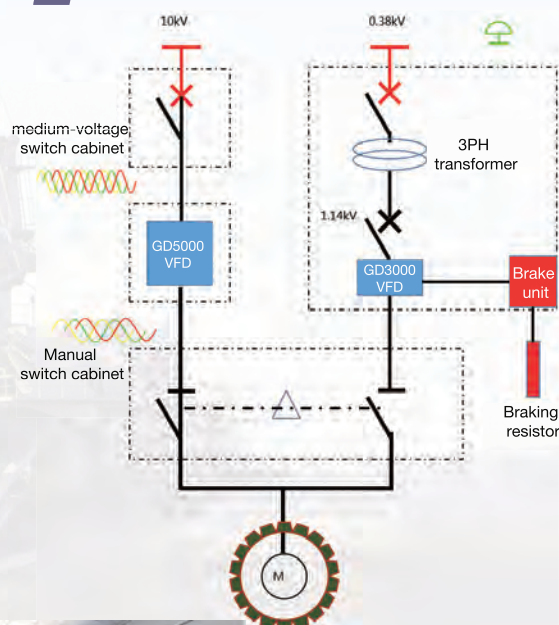 10kV
0.38kV
medium-voltage
switch cabinet
3PH
transformer
1.14kV
GD5000
VFD
GD3000
VFD
Brake
unit
Manual
switch cabinet
Braking
resistor
M